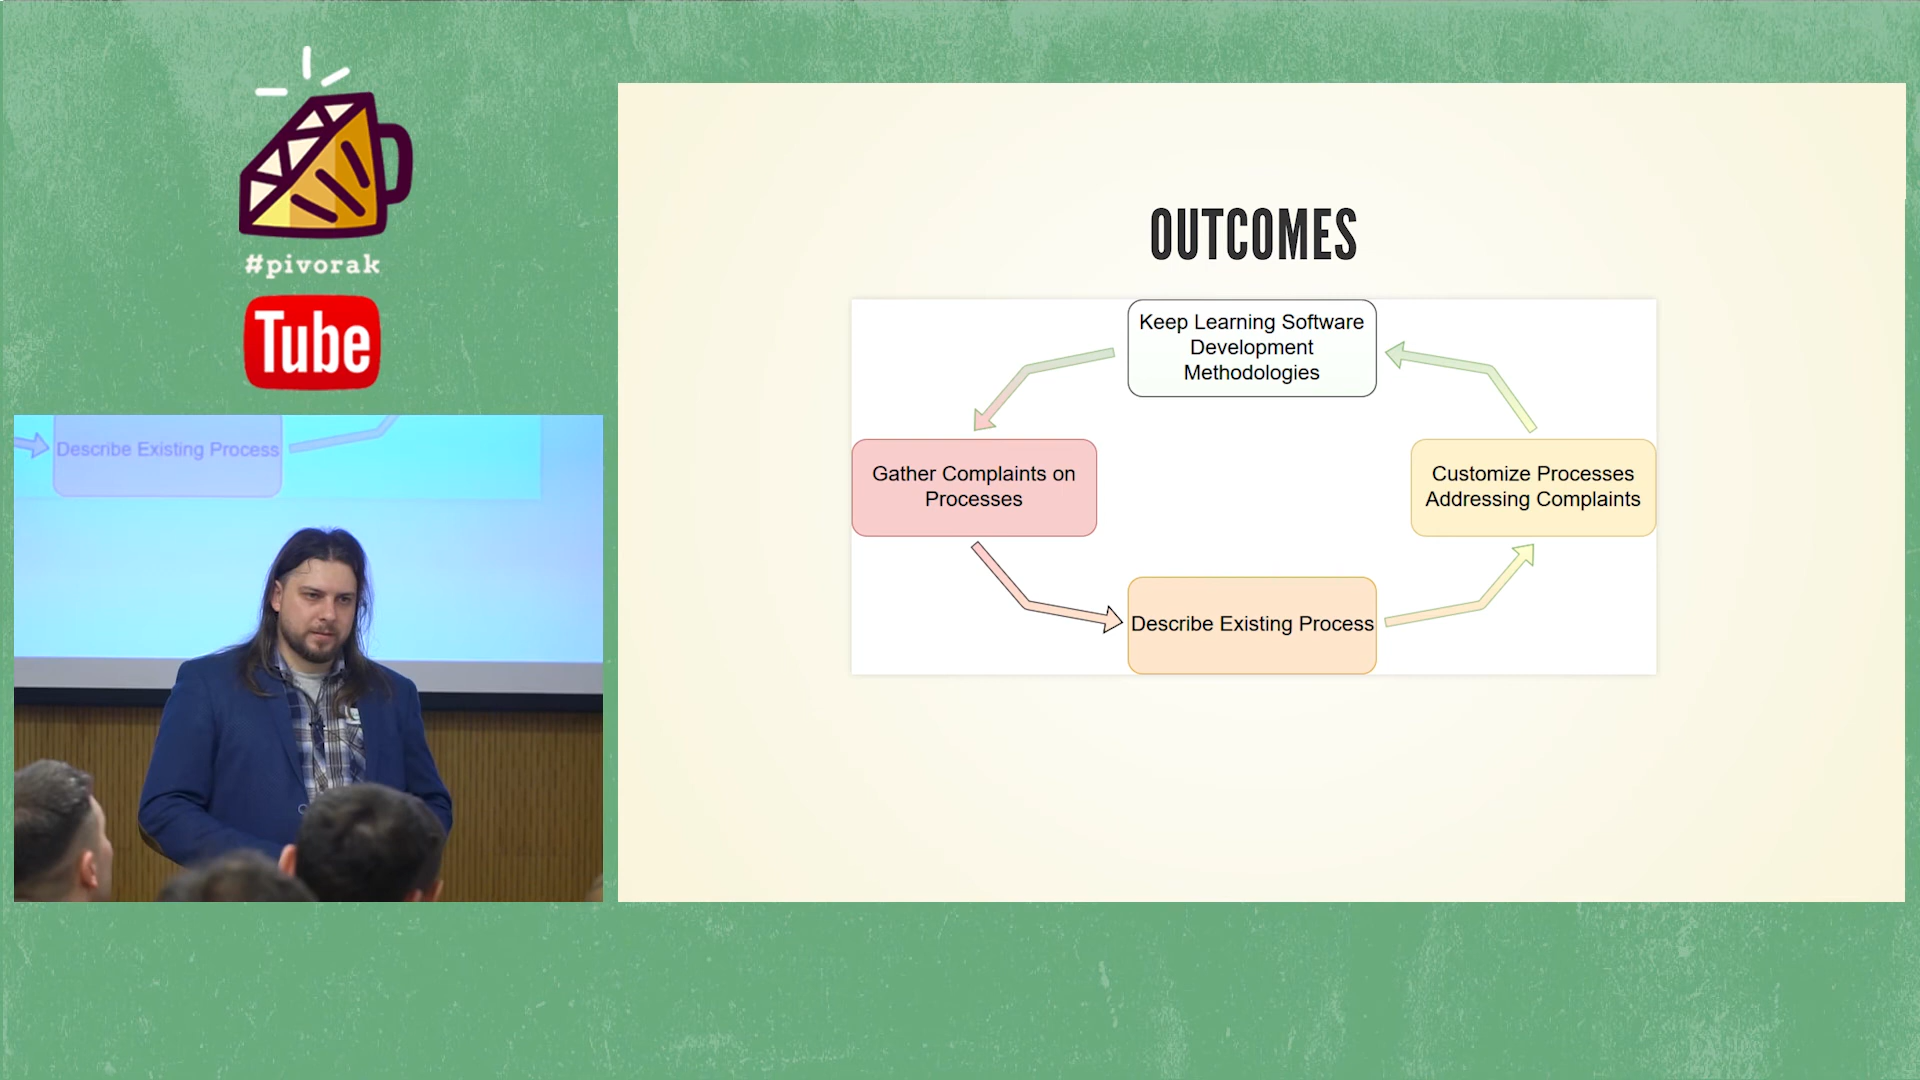 #pivorak
Tube
Describe Existing Process
OUTCOMES
Keep Learning Software
Development
Methodologies
Gather Complaints on
Processes
Customize Processes
Addressing Complaints
Describe Existing Process